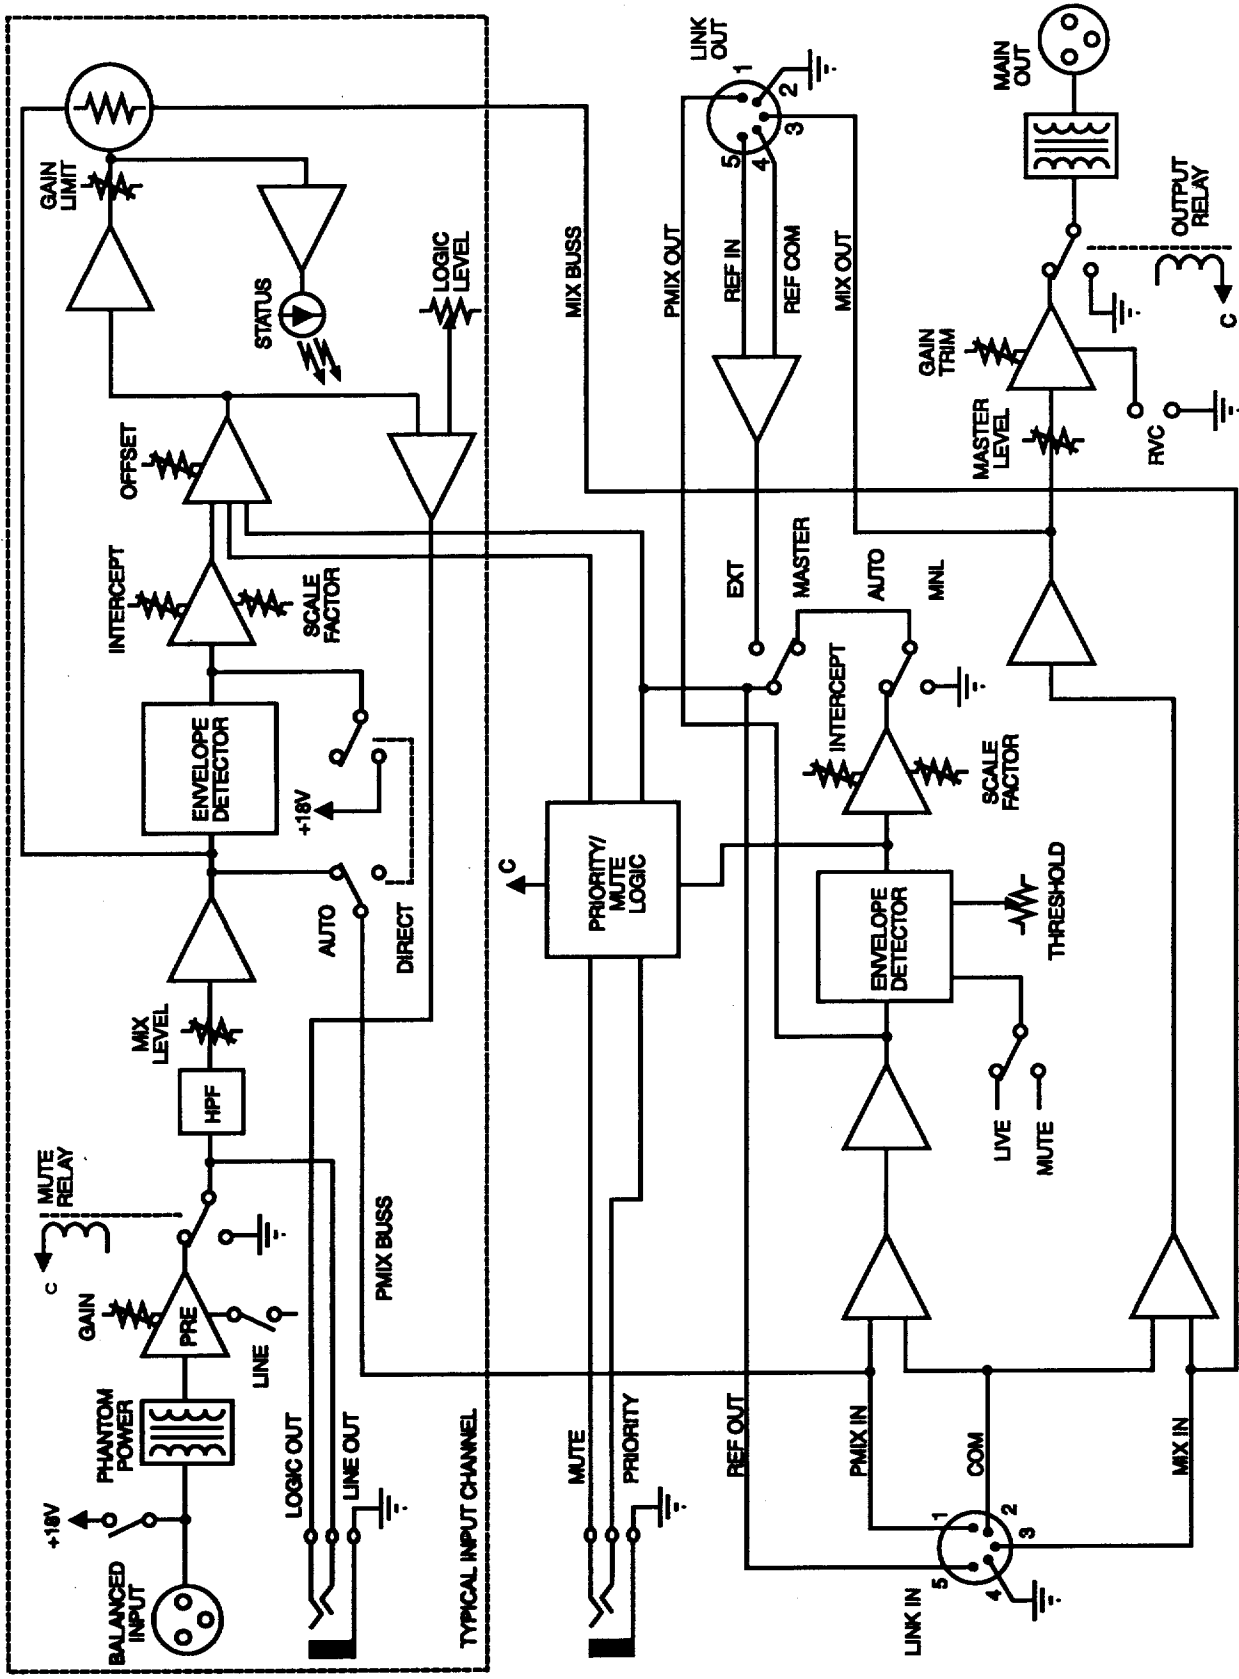 BALANCED
INPUT
+18V
PHANTOM
POWER
GAIN
PRE
LINE
C
MUTE
RELAY
HPF
MIX
LEVEL
ENVELOPE
DETECTOR
AUTO
DIRECT
+18V
INTERCEPT
SCALE
FACTOR
OFFSET
GAIN
LIMIT
STATUS
LOGIC
LEVEL
LOGIC OUT
LINE OUT
PMIX BUSS
TYPICAL INPUT CHANNEL
MIX BUSS
MUTE
PRIORITY
C
PRIORITY/
MUTE
LOGIC
LINK OUT
1
2
3
4
5
PMIX OUT
REF IN
REF COM
MIX OUT
EXT
MASTER
AUTO
MNL
REF OUT
PMIX IN
COM
MIX IN
LINK IN
1
2
3
4
5
ENVELOPE
DETECTOR
LIVE
MUTE
THRESHOLD
INTERCEPT
SCALE
FACTOR
MASTER
LEVEL
GAIN
TRIM
RVC
OUTPUT
RELAY
C
MAIN
OUT